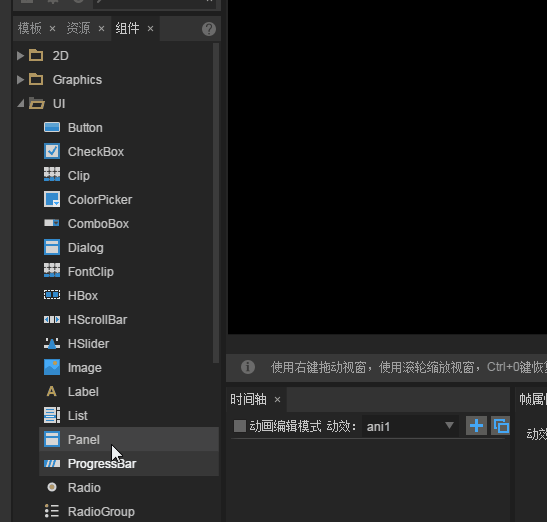 模板 × 资源 × 组件 ×
2D
Graphics
UI
Button
CheckBox
Clip
ColorPicker
ComboBox
Dialog
FontClip
HBox
HScrollBar
HSlider
Image
Label
List
Panel
ProgressBar
Radio
RadioGroup
使用右键拖动视窗，使用滚轮缩放视窗，Ctrl+0键恢复
时间轴 ×
动画编辑模式 动效： ani1
帧属
动效